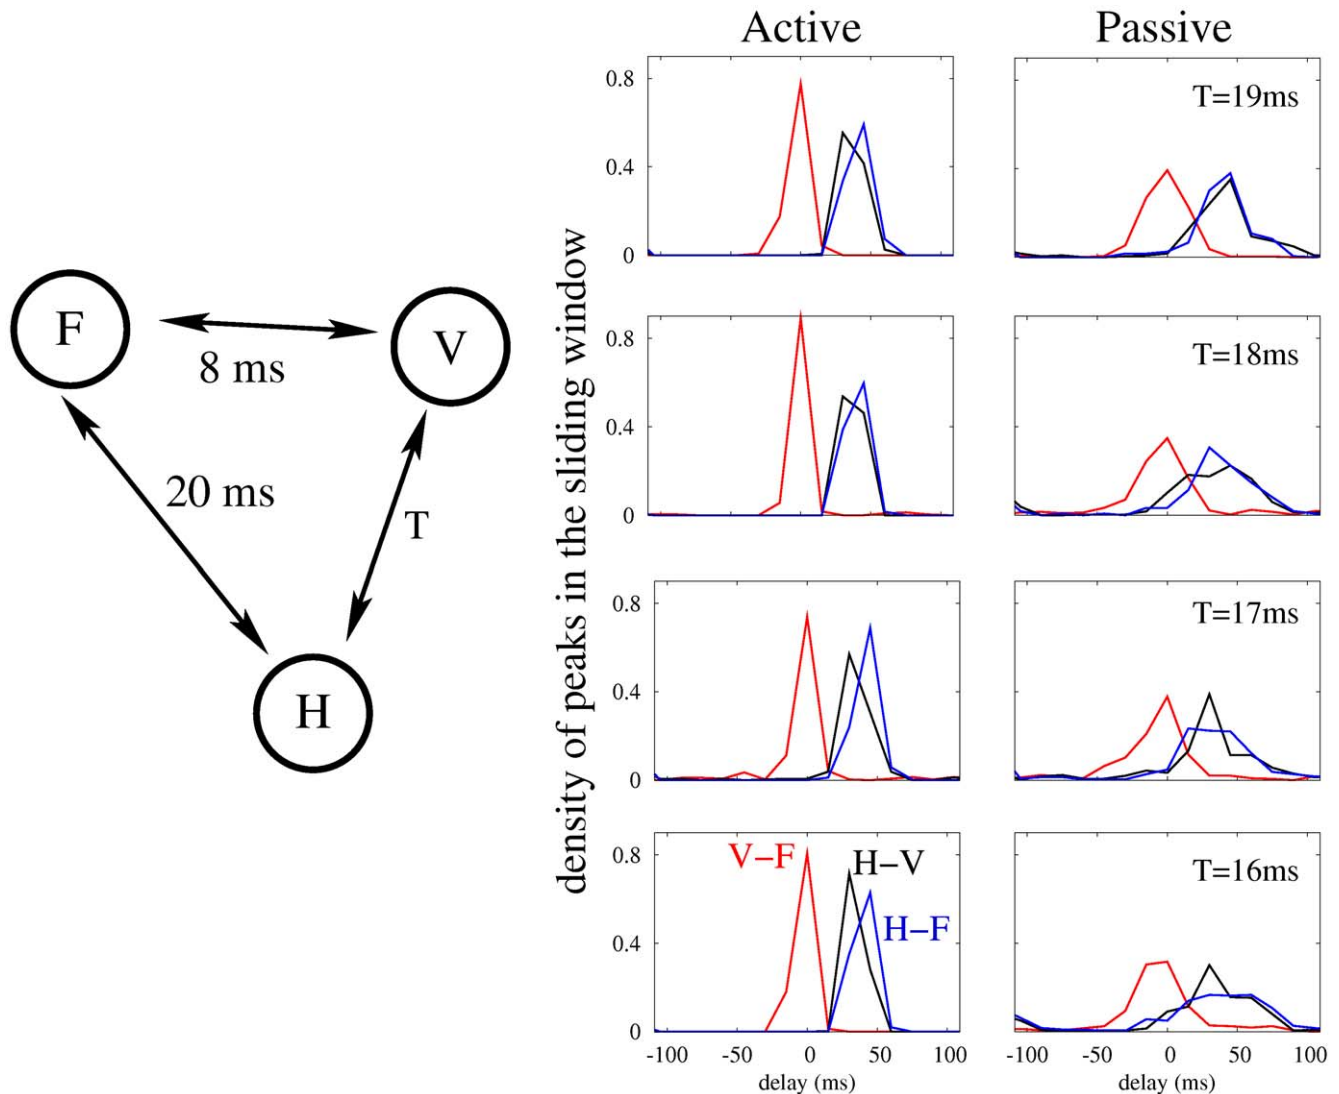 F
V
8 ms
20 ms
T
H
density of peaks in the sliding window
Active
Passive
0.8
0.4
0
T=19ms
0.8
0.4
0
T=18ms
0.8
0.4
0
T=17ms
0.8
0.4
0
V−F
H−V
H−F
T=16ms
-100 -50 0 50 100
delay (ms)
-100 -50 0 50 100
delay (ms)